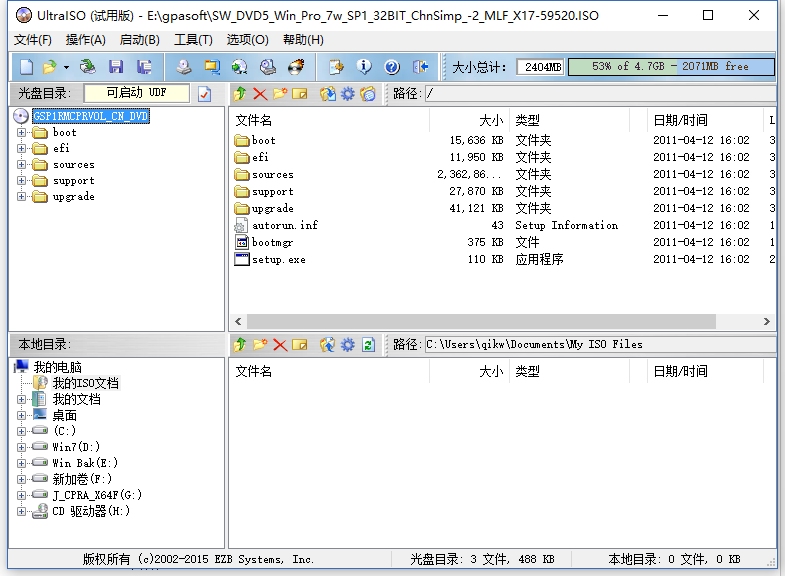 UltraISO (试用版) - E:\gpasoft\SW_DVD5_Win_Pro_7w_SP1_32BIT_ChnSimp_-2_MLF_X17-59520.ISO
文件(F) 操作(A) 启动(B) 工具(T) 选项(O) 帮助(H)
大小总计: 2404MB 53% of 4.7GB - 2071MB free
光盘目录: 可启动 UDF 路径: /
GSP1RMCPRVOL_CN_DVD
boot
efi
sources
support
upgrade
文件名 大小 类型 日期/时间 L
boot 15,636 KB 文件夹 2011-04-12 16:02 3
efi 11,950 KB 文件夹 2011-04-12 16:02 3
sources 2,362,86... 文件夹 2011-04-12 16:02 3
support 27,870 KB 文件夹 2011-04-12 16:02 3
upgrade 41,121 KB 文件夹 2011-04-12 16:02 3
autorun.inf 43 Setup Information 2011-04-12 16:02 1
bootmgr 375 KB 文件 2011-04-12 16:02 1
setup.exe 110 KB 应用程序 2011-04-12 16:02 2
本地目录: 路径: C:\Users\qikw\Documents\My ISO Files
我的电脑
我的ISO文档
我的文档
桌面
(C:)
Win7(D:)
Win Bak(E:)
新加卷(F:)
J_CPRA_X64F(G:)
CD 驱动器(H:)
文件名 大小 类型 日期/时间
版权所有 (c)2002-2015 EZB Systems, Inc. 光盘目录: 3 文件, 488 KB 本地目录: 0 文件, 0 KB